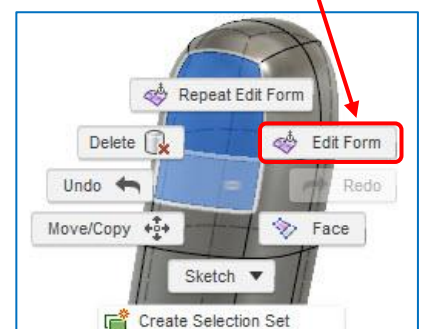 Repeat Edit Form
Delete
Edit Form
Undo
Redo
Move/Copy
Face
Sketch
Create Selection Set